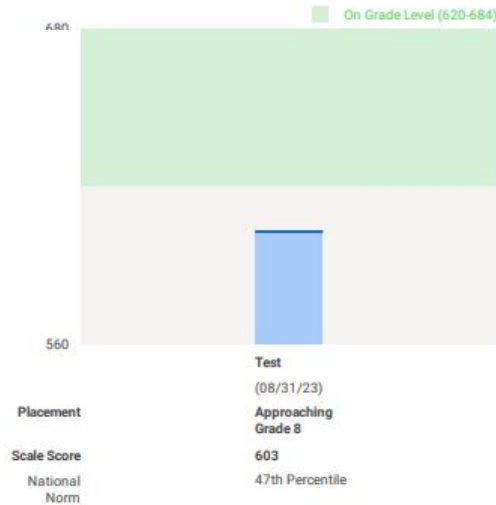 On Grade Level (620-684)
680
560
Test
(08/31/23)
Placement Approaching
Grade 8
Scale Score 603
National 47th Percentile
Norm